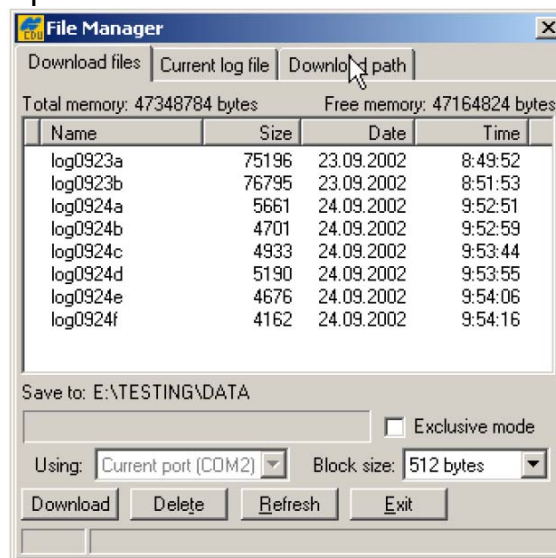 File Manager
Download files Current log file Download path
Total memory: 47348784 bytes Free memory: 47164824 bytes
Name Size Date Time
log0923a 75196 23.09.2002 8:49:52
log0923b 76795 23.09.2002 8:51:53
log0924a 5661 24.09.2002 9:52:51
log0924b 4701 24.09.2002 9:52:59
log0924c 4933 24.09.2002 9:53:44
log0924d 5190 24.09.2002 9:53:55
log0924e 4676 24.09.2002 9:54:06
log0924f 4162 24.09.2002 9:54:16
Save to: E:\TESTING\DATA
Exclusive mode
Using: Current port (COM2) Block size: 512 bytes
Download Delete Refresh Exit